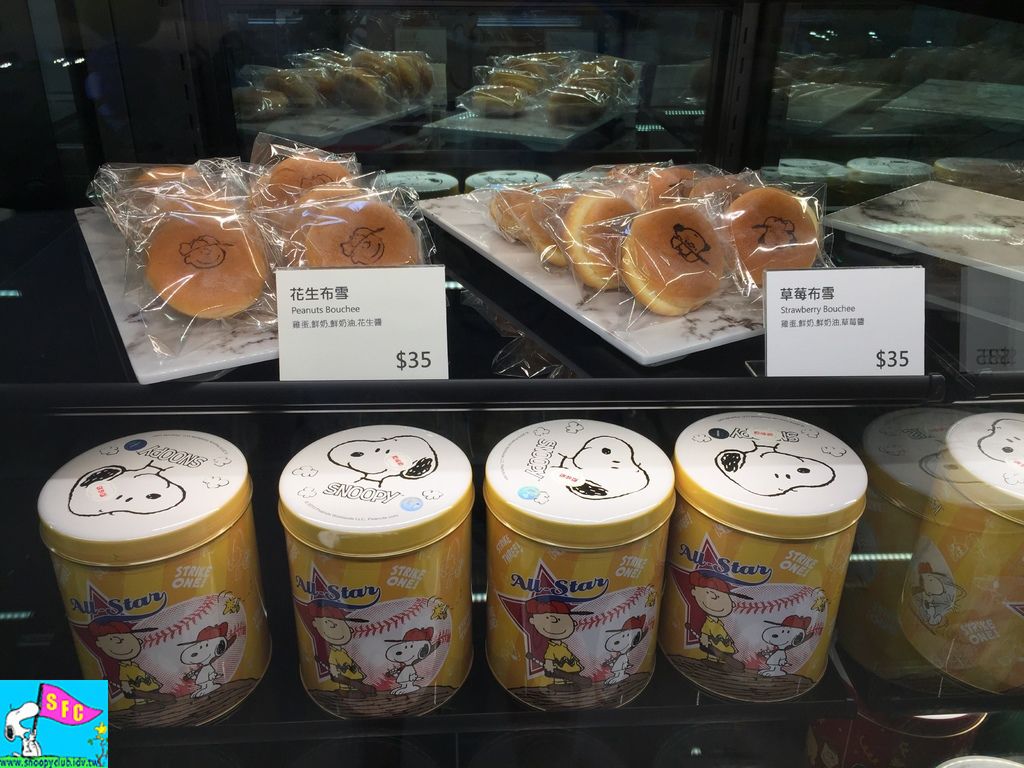 花生布雪
Peanuts Bouchee
雞蛋,鮮奶,鮮奶油,花生醬
$35
草莓布雪
Strawberry Bouchee
雞蛋,鮮奶,鮮奶油,草莓醬
$35
SNOOPY
SNOOPY
SNOOPY
All Star
STRIKE ONE!
All Star
STRIKE ONE!
All Star
STRIKE ONE!
All Star
STRIKE ONE!
STRIKE ONE!
SFC
www.snoopyclub.idv.tw